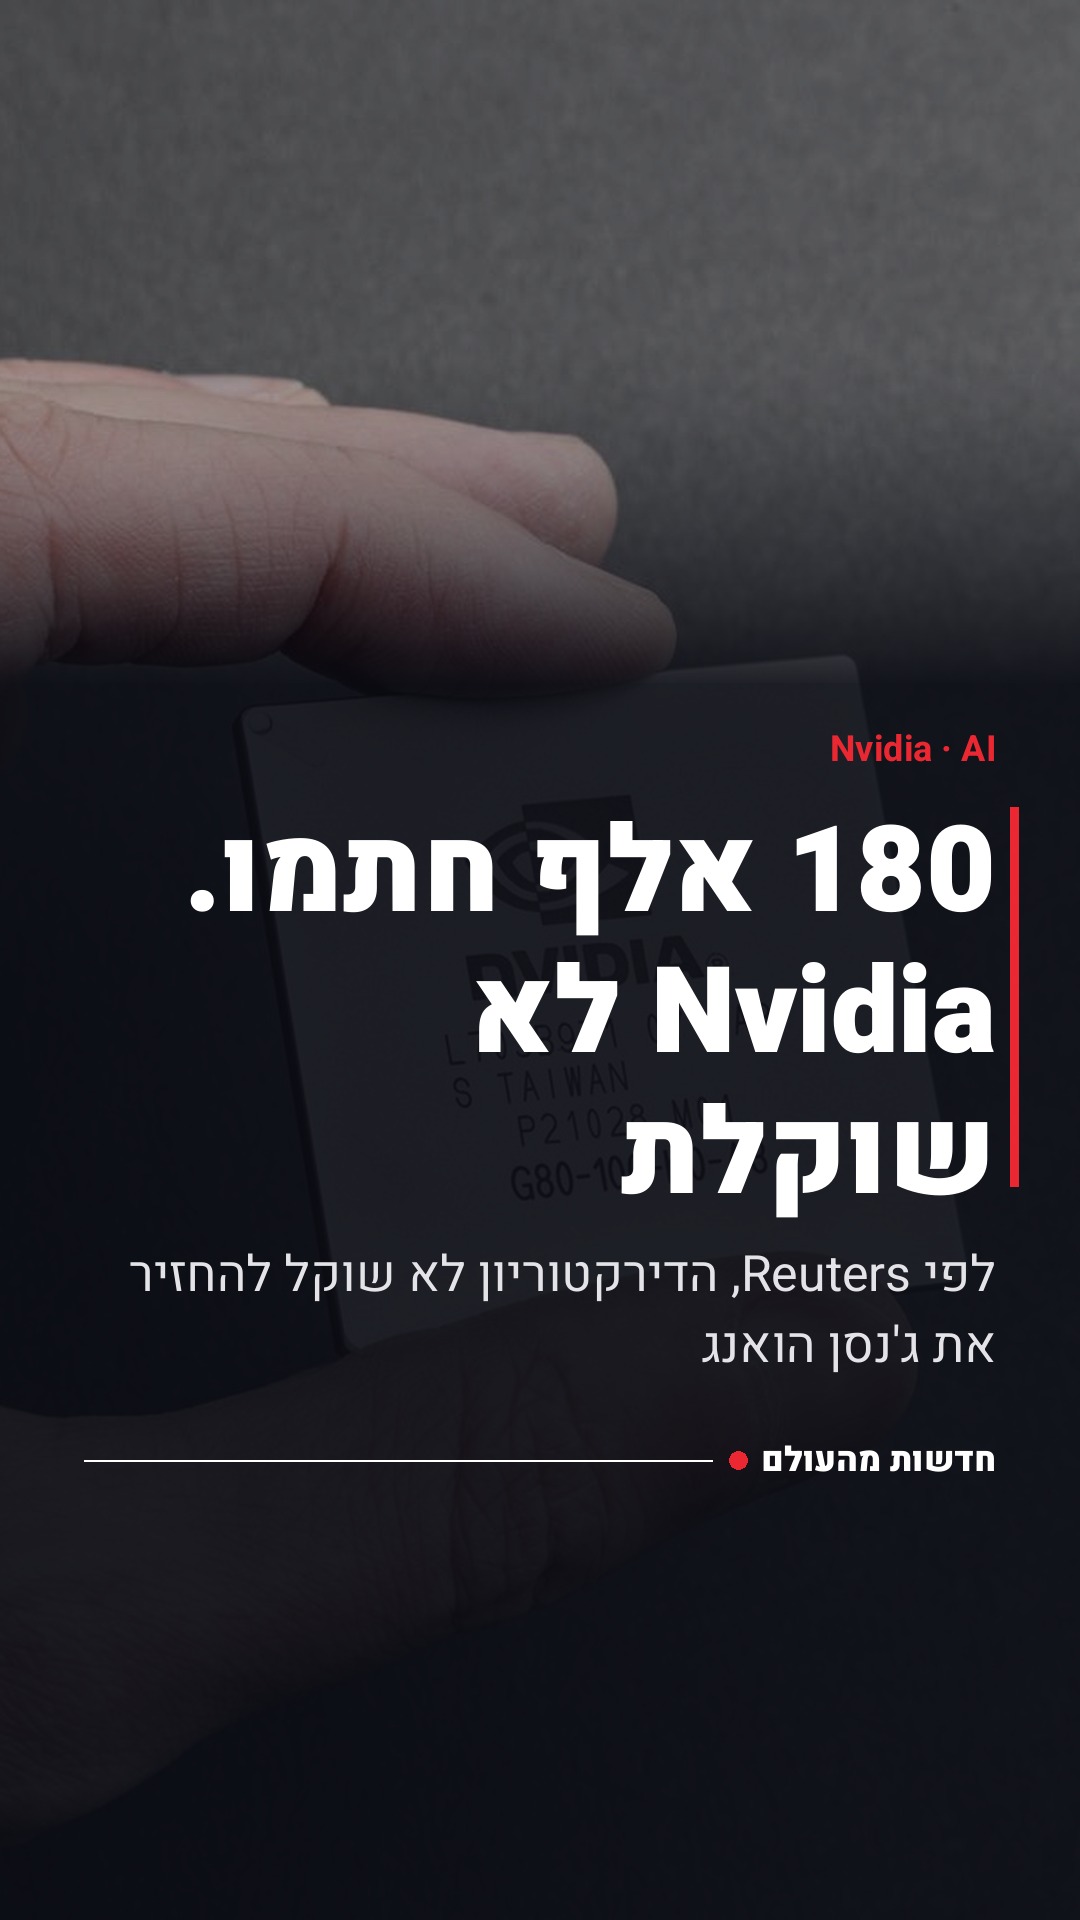 Nvidia · AI
180 אלף חתמו.
Nvidia לא
שוקלת
לפי Reuters, הדירקטוריון לא שוקל להחזיר
את ג'נסן הואנג
חדשות מהעולם
NVIDIA®
S TAIWAN